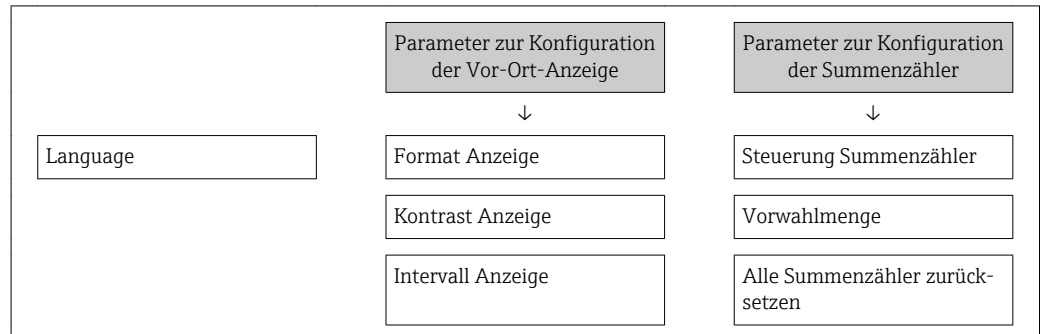 Parameter zur Konfiguration
der Vor-Ort-Anzeige
Parameter zur Konfiguration
der Summenzähler
↓
↓
Language
Format Anzeige
Steuerung Summenzähler
Kontrast Anzeige
Vorwahlmenge
Intervall Anzeige
Alle Summenzähler zurück-
setzen